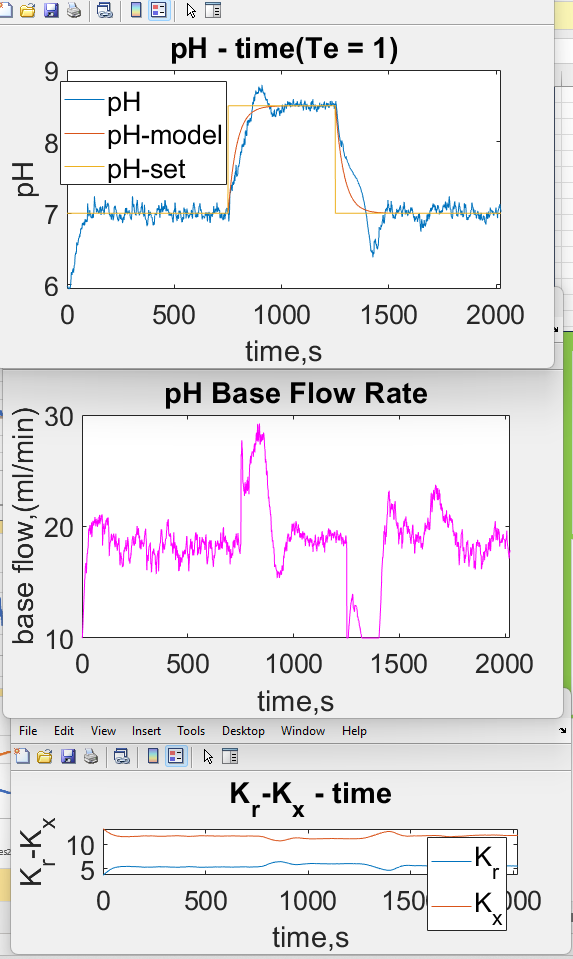 pH - time(Te = 1)
9
8
7
6
pH
pH
pH-model
pH-set
0
500
1000
1500
2000
time,s
pH Base Flow Rate
30
20
10
base flow,(ml/min)
0
500
1000
1500
2000
time,s
File Edit View Insert Tools Desktop Window Help
Kr-Kx - time
10
5
Kr-Kx
Kr
Kx
0
500
1000
time,s